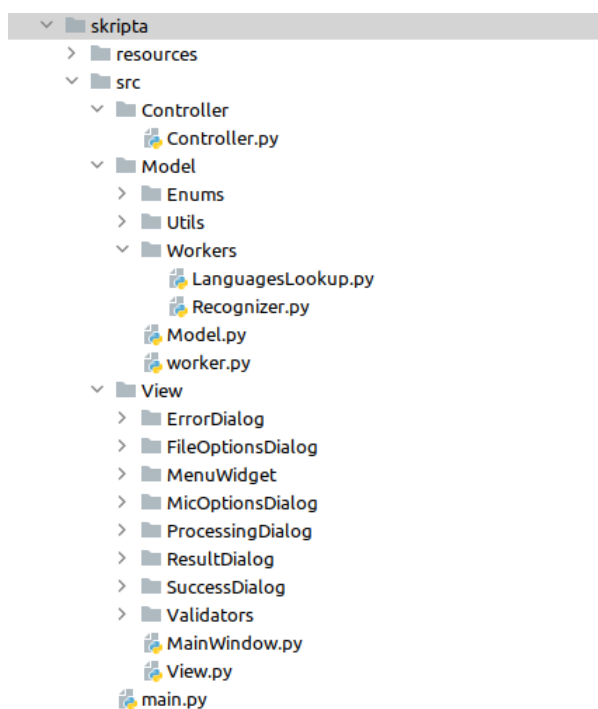 skripta
resources
src
Controller
Controller.py
Model
Enums
Utils
Workers
LanguagesLookup.py
Recognizer.py
Model.py
worker.py
View
ErrorDialog
FileOptionsDialog
MenuWidget
MicOptionsDialog
ProcessingDialog
ResultDialog
SuccessDialog
Validators
MainWindow.py
View.py
main.py